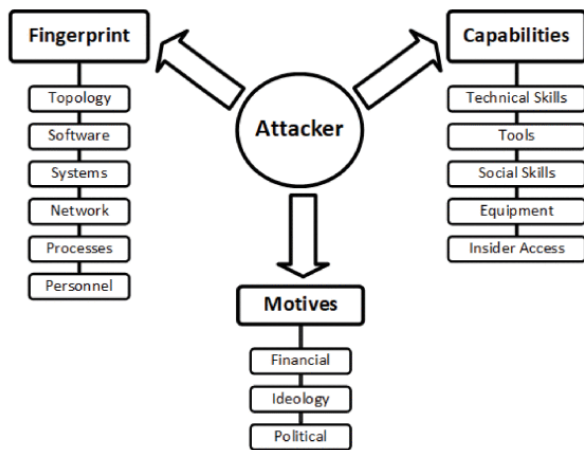 Fingerprint
Topology
Software
Systems
Network
Processes
Personnel
Attacker
Capabilities
Technical Skills
Tools
Social Skills
Equipment
Insider Access
Motives
Financial
Ideology
Political